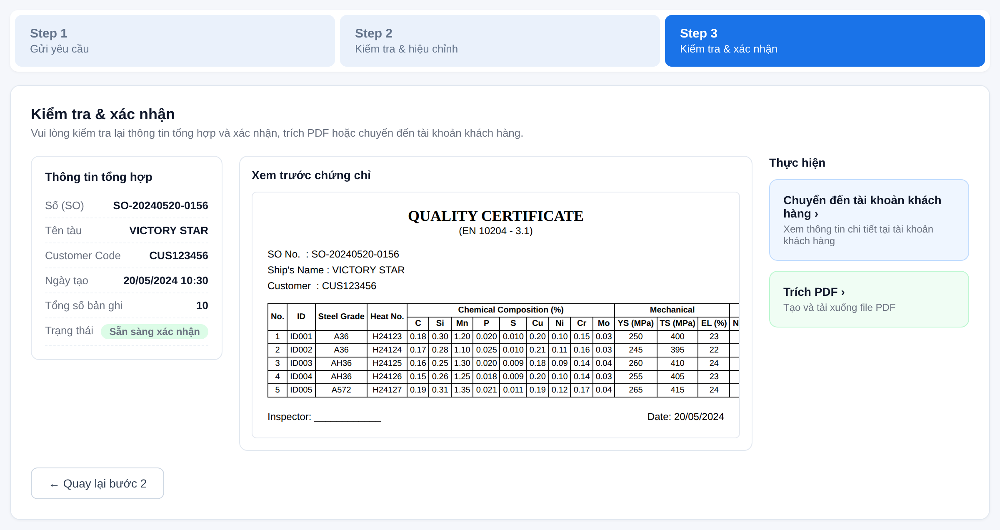 Step 1
Gửi yêu cầu
Step 2
Kiểm tra & hiệu chỉnh
Step 3
Kiểm tra & xác nhận
Kiểm tra & xác nhận
Vui lòng kiểm tra lại thông tin tổng hợp và xác nhận, trích PDF hoặc chuyển đến tài khoản khách hàng.
Thông tin tổng hợp
Số (SO) SO-20240520-0156
Tên tàu VICTORY STAR
Customer Code CUS123456
Ngày tạo 20/05/2024 10:30
Tổng số bản ghi 10
Trạng thái Sẵn sàng xác nhận
Xem trước chứng chỉ
QUALITY CERTIFICATE
(EN 10204 - 3.1)
SO No. : SO-20240520-0156
Ship's Name : VICTORY STAR
Customer : CUS123456
No. ID Steel Grade Heat No. Chemical Composition (%) Mechanical
C Si Mn P S Cu Ni Cr Mo YS (MPa) TS (MPa) EL (%)
1 ID001 A36 H24123 0.18 0.30 1.20 0.020 0.010 0.20 0.10 0.15 0.03 250 400 23
2 ID002 A36 H24124 0.17 0.28 1.10 0.025 0.010 0.21 0.11 0.16 0.03 245 395 22
3 ID003 AH36 H24125 0.16 0.25 1.30 0.020 0.009 0.18 0.09 0.14 0.04 260 410 24
4 ID004 AH36 H24126 0.15 0.26 1.25 0.018 0.009 0.20 0.10 0.14 0.03 255 405 23
5 ID005 A572 H24127 0.19 0.31 1.35 0.021 0.011 0.19 0.12 0.17 0.04 265 415 24
Inspector: ____________ Date: 20/05/2024
Thực hiện
Chuyển đến tài khoản khách
hàng ›
Xem thông tin chi tiết tại tài khoản
khách hàng
Trích PDF ›
Tạo và tải xuống file PDF
← Quay lại bước 2